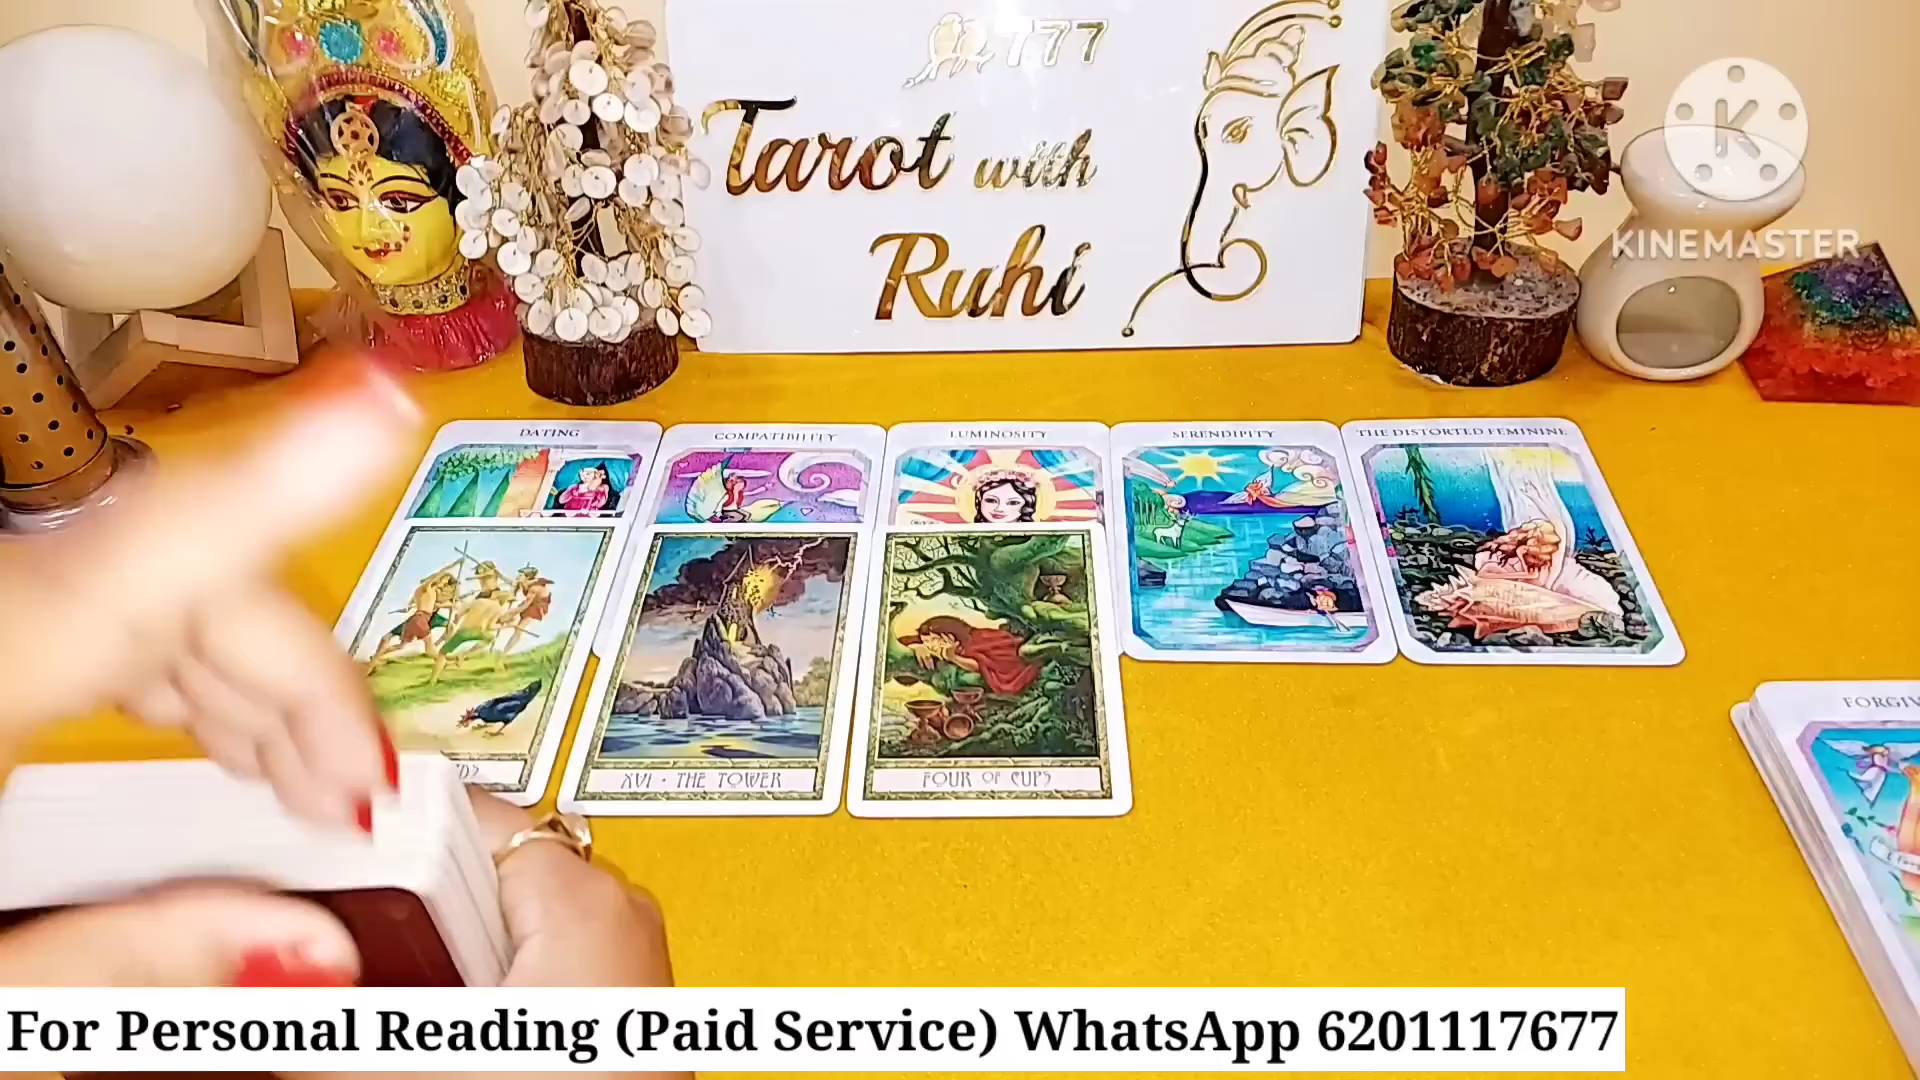 777
Tarot with
Ruhi
KINEMASTER
DATING
COMPATIBILITY
LUMINOSITY
SERENDIPITY
THE DISTORTED FEMININE
XVI • THE TOWER
FOUR OF CUPS
For Personal Reading (Paid Service) WhatsApp 6201117677